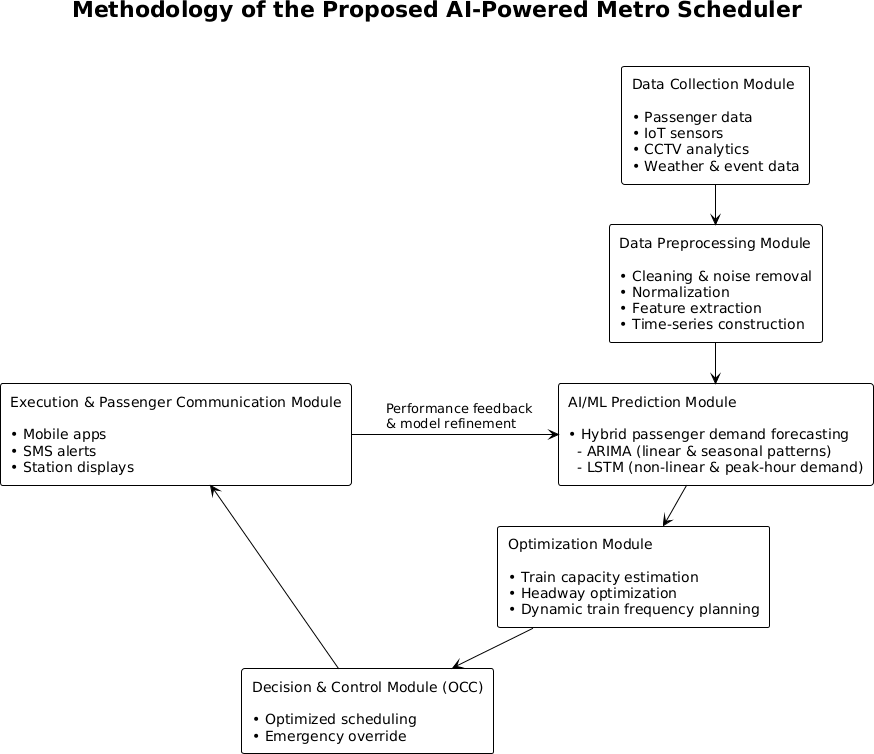 Methodology of the Proposed AI-Powered Metro Scheduler
Data Collection Module
• Passenger data
• IoT sensors
• CCTV analytics
• Weather & event data
Data Preprocessing Module
• Cleaning & noise removal
• Normalization
• Feature extraction
• Time-series construction
Execution & Passenger Communication Module
• Mobile apps
• SMS alerts
• Station displays
Performance feedback
& model refinement
AI/ML Prediction Module
• Hybrid passenger demand forecasting
- ARIMA (linear & seasonal patterns)
- LSTM (non-linear & peak-hour demand)
Optimization Module
• Train capacity estimation
• Headway optimization
• Dynamic train frequency planning
Decision & Control Module (OCC)
• Optimized scheduling
• Emergency override